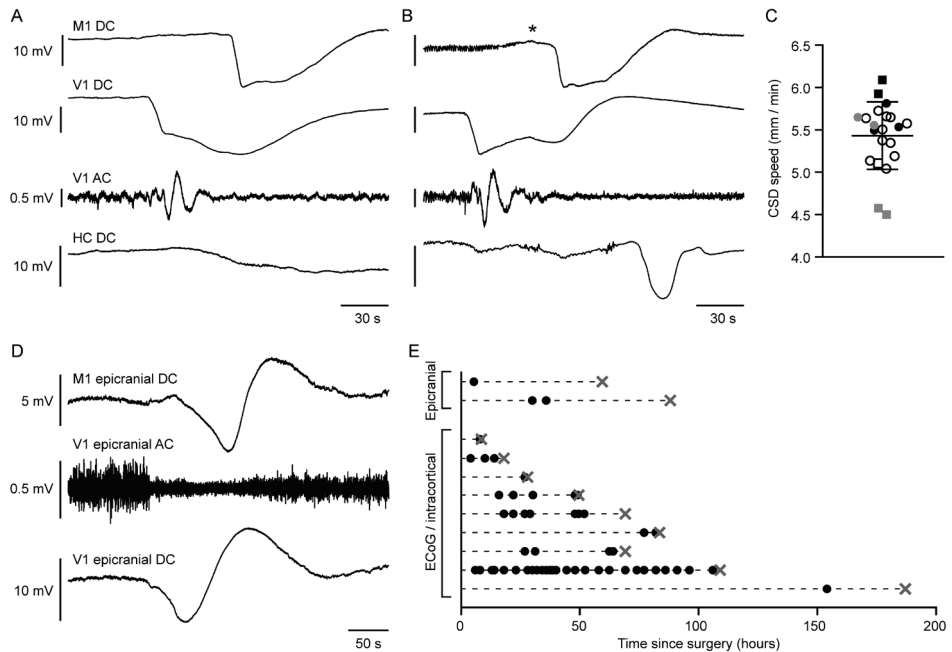 A
M1 DC
10 mV
V1 DC
10 mV
V1 AC
0.5 mV
HC DC
10 mV
30 s
B
*
30 s
C
CSD speed (mm / min)
6.5
6.0
5.5
5.0
4.5
4.0
D
M1 epicranial DC
5 mV
V1 epicranial AC
0.5 mV
V1 epicranial DC
10 mV
50 s
E
Epicranial
ECoG / intracortical
0 50 100 150 200
Time since surgery (hours)